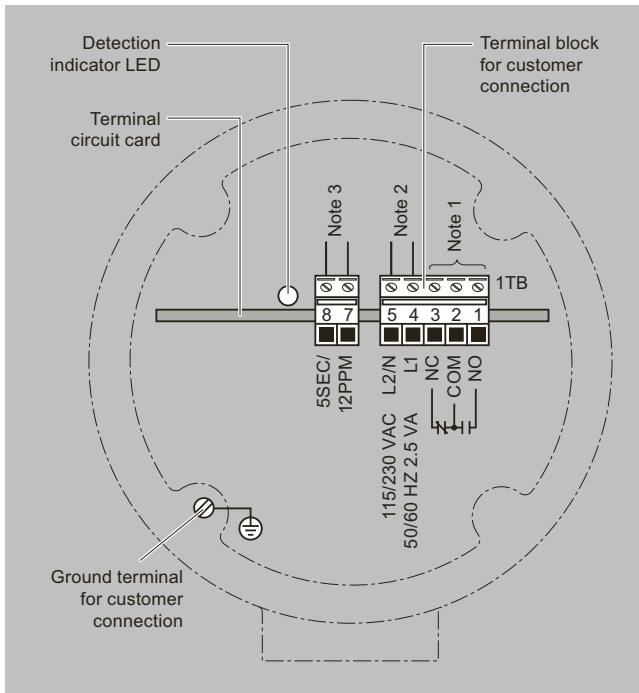 Detection
indicator LED
Terminal block
for customer
connection
Terminal
circuit card
Note 3
Note 2
Note 1
1TB
8 7
5 4 3 2 1
5SEC/
12PPM
L2/N
L1
NC
COM
NO
115/230 VAC
50/60 HZ 2.5 VA
Ground terminal
for customer
connection